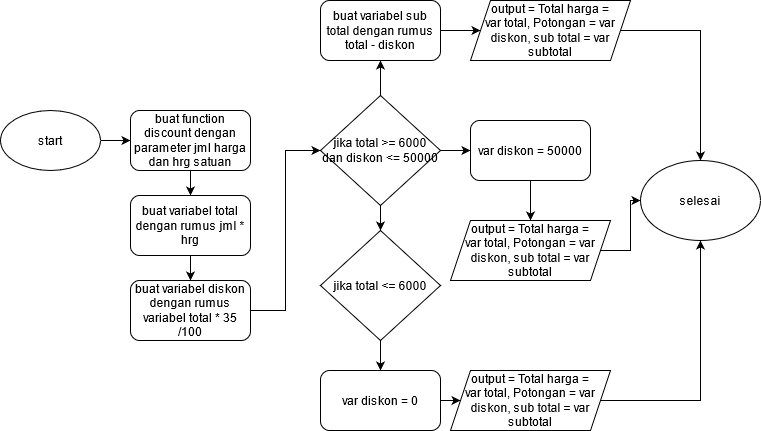 start
buat function
discount dengan
parameter jml harga
dan hrg satuan
buat variabel total
dengan rumus jml *
hrg
buat variabel diskon
dengan rumus
variabel total * 35
/100
jika total >= 6000
dan diskon <= 50000
buat variabel sub
total dengan rumus
total - diskon
output = Total harga =
var total, Potongan = var
diskon, sub total = var
subtotal
var diskon = 50000
output = Total harga =
var total, Potongan = var
diskon, sub total = var
subtotal
jika total <= 6000
var diskon = 0
output = Total harga =
var total, Potongan = var
diskon, sub total = var
subtotal
selesai